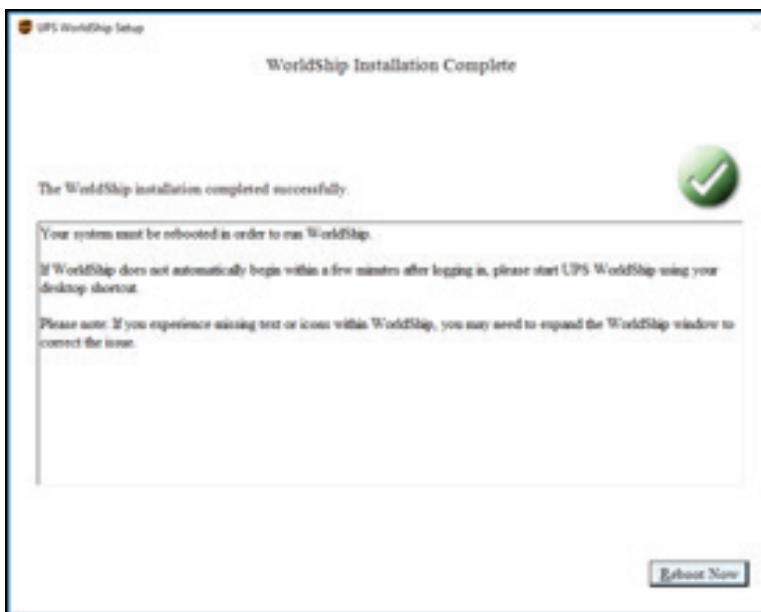 UPS WorldShip Setup
WorldShip Installation Complete
The WorldShip installation completed successfully.
Your system must be rebooted in order to run WorldShip.
If WorldShip does not automatically begin within a few minutes after logging in, please start UPS WorldShip using your
desktop shortcut.
Please note: If you experience missing text or icons within WorldShip, you may need to expand the WorldShip window to
correct the issue.
Reboot Now